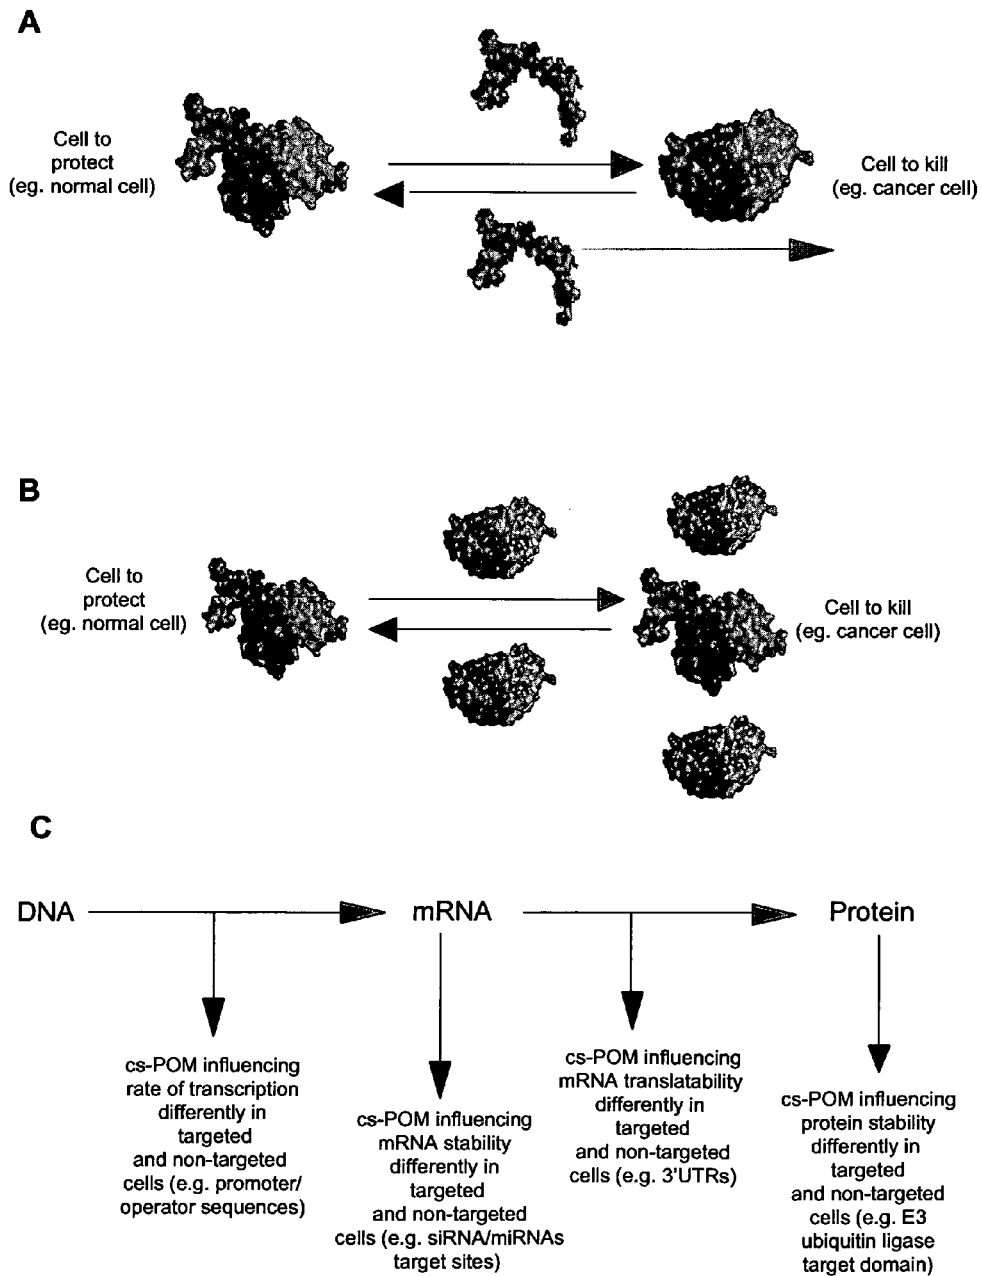 A
Cell to
protect
(eg. normal cell)
Cell to kill
(eg. cancer cell)
B
Cell to
protect
(eg. normal cell)
Cell to kill
(eg. cancer cell)
C
DNA
mRNA
Protein
cs-POM influencing
rate of transcription
differently in
targeted
and non-targeted
cells (e.g. promoter/
operator sequences)
cs-POM influencing
mRNA stability
differently in
targeted
and non-targeted
cells (e.g. siRNA/miRNAs
target sites)
cs-POM influencing
mRNA translatability
differently in
targeted
and non-targeted
cells (e.g. 3'UTRs)
cs-POM influencing
protein stability
differently in
targeted
and non-targeted
cells (e.g. E3
ubiquitin ligase
target domain)